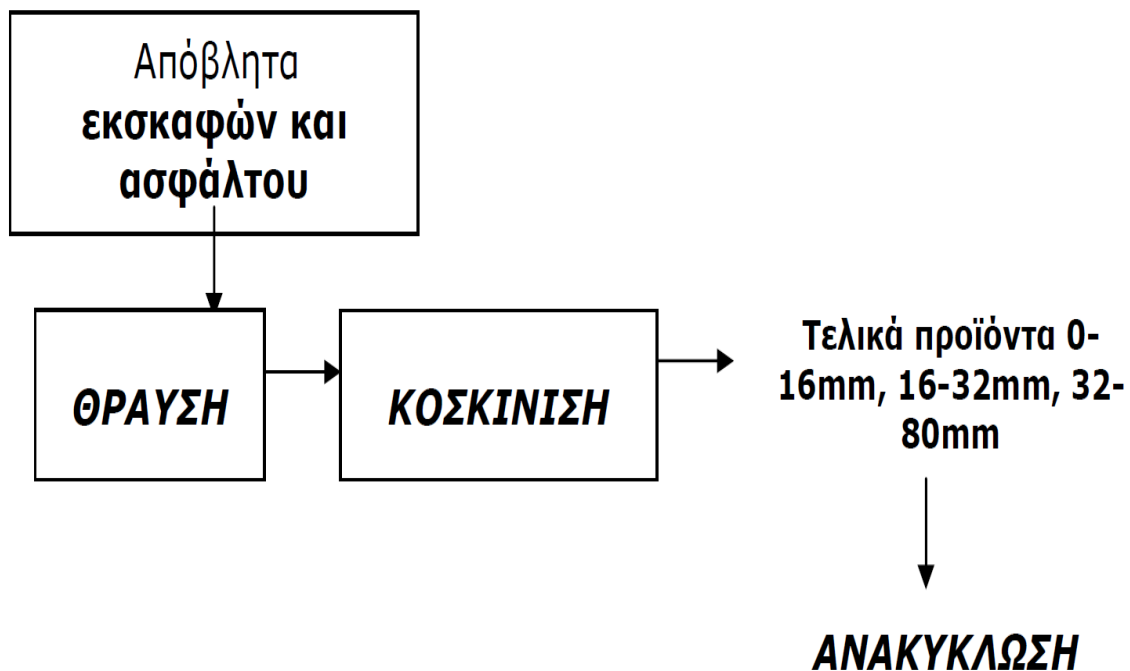 Απόβλητα
εκσκαφών και
ασφάλτου
ΘΡΑΥΣΗ
ΚΟΣΚΙΝΙΣΗ
Τελικά προϊόντα 0-
16mm, 16-32mm, 32-
80mm
ΑΝΑΚΥΚΛΩΣΗ